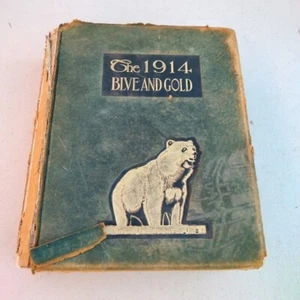 The 1914
BLVE AND GOLD